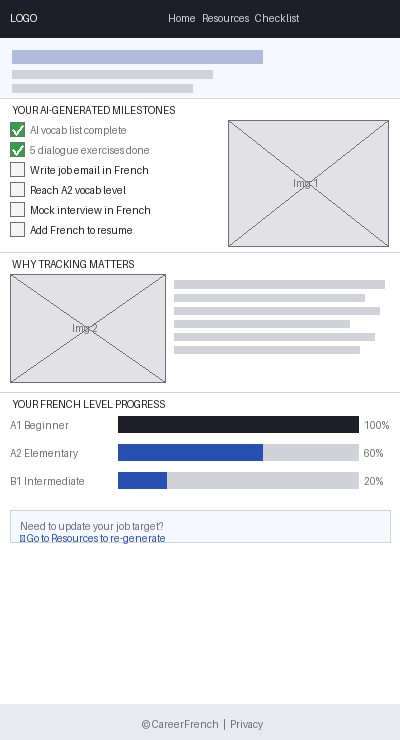 LOGO
Home Resources Checklist
YOUR AI-GENERATED MILESTONES
AI vocab list complete
5 dialogue exercises done
Write job email in French
Reach A2 vocab level
Mock interview in French
Add French to resume
Img 1
WHY TRACKING MATTERS
Img 2
YOUR FRENCH LEVEL PROGRESS
A1 Beginner 100%
A2 Elementary 60%
B1 Intermediate 20%
Need to update your job target?
Go to Resources to re-generate
© CareerFrench | Privacy